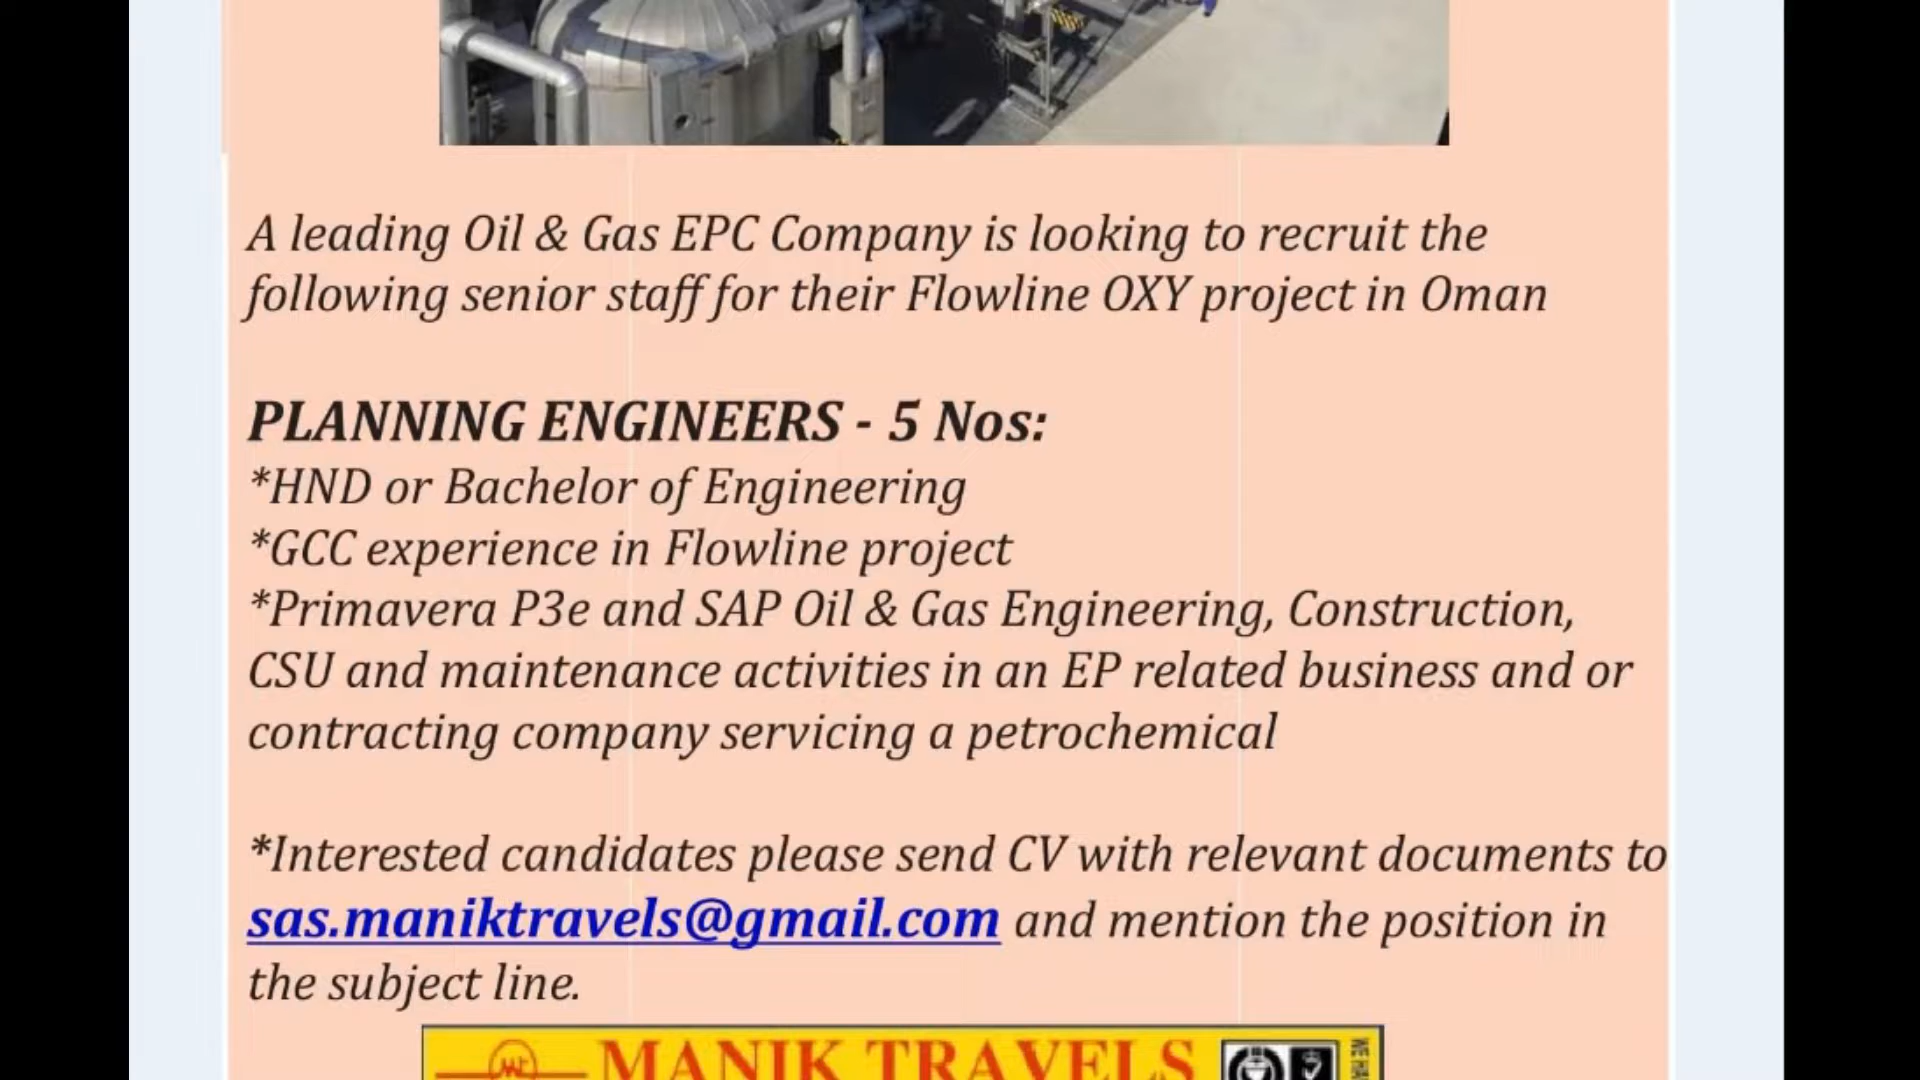 A leading Oil & Gas EPC Company is looking to recruit the
following senior staff for their Flowline OXY project in Oman
PLANNING ENGINEERS - 5 Nos:
*HND or Bachelor of Engineering
*GCC experience in Flowline project
*Primavera P3e and SAP Oil & Gas Engineering, Construction,
CSU and maintenance activities in an EP related business and or
contracting company servicing a petrochemical
*Interested candidates please send CV with relevant documents to
sas.maniktravels@gmail.com and mention the position in
the subject line.
MANIK TRAVELS